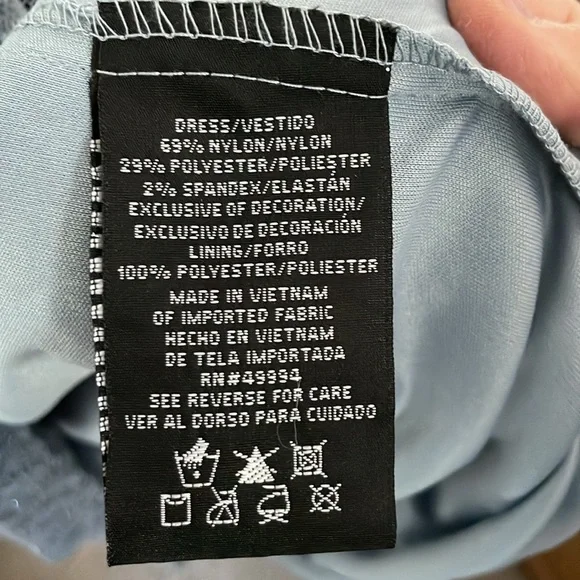 DRESS/VESTIDO
69% NYLON/NYLON
29% POLYESTER/POLIESTER
2% SPANDEX/ELASTÁN
EXCLUSIVE OF DECORATION/
EXCLUSIVO DE DECORACIÓN
LINING/FORRO
100% POLYESTER/POLIESTER
MADE IN VIETNAM
OF IMPORTED FABRIC
HECHO EN VIETNAM
DE TELA IMPORTADA
RN#49994
SEE REVERSE FOR CARE
VER AL DORSO PARA CUIDADO